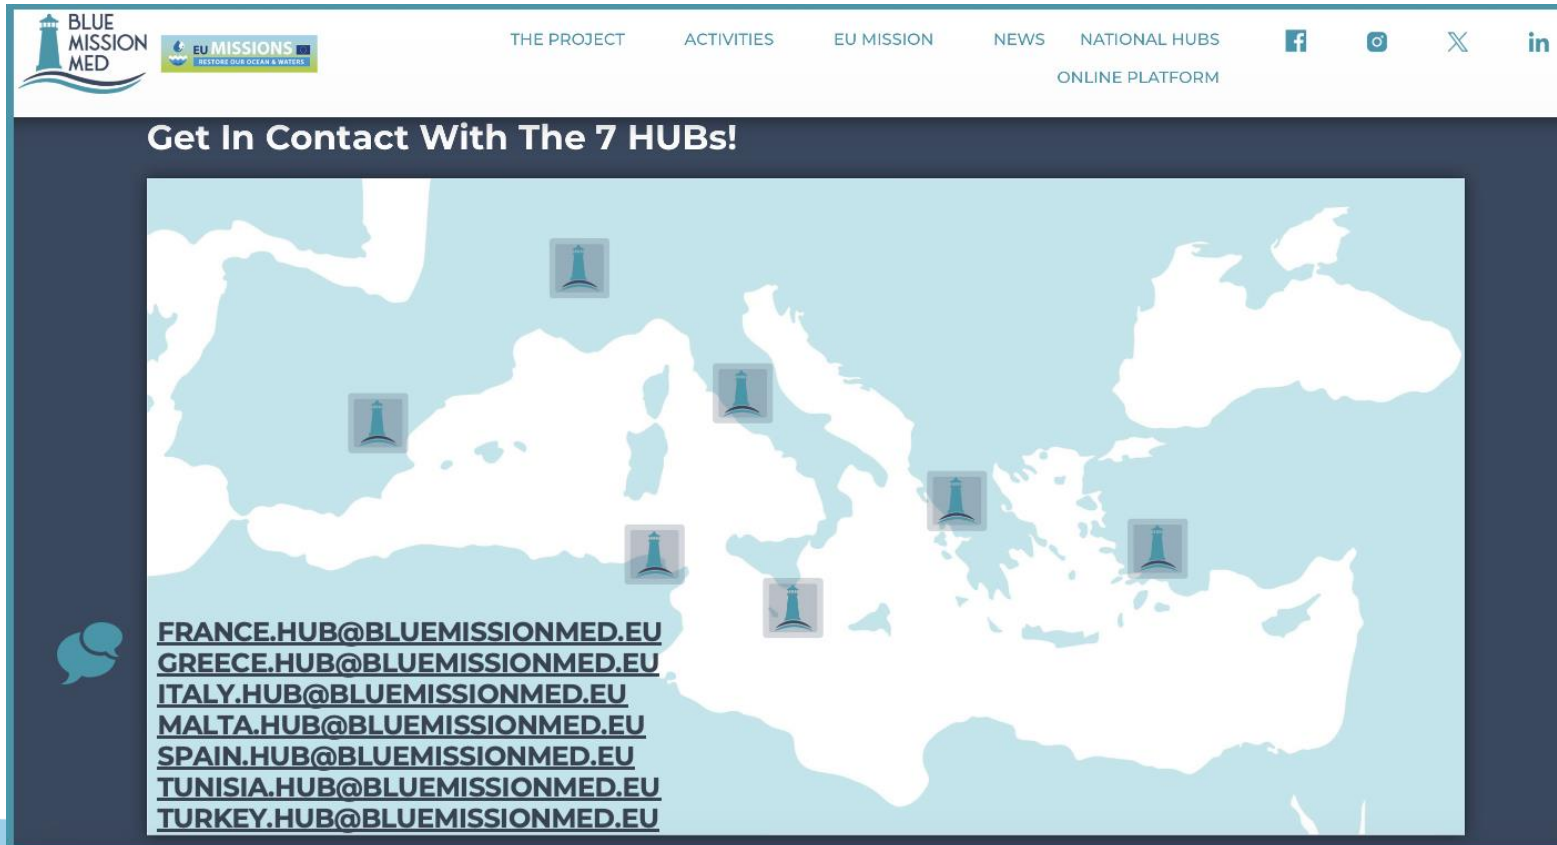 BLUE
MISSION
MED
EU MISSIONS
RESTORE OUR OCEAN & WATERS
THE PROJECT ACTIVITIES EU MISSION NEWS NATIONAL HUBS
ONLINE PLATFORM
Get In Contact With The 7 HUBs!
FRANCE.HUB@BLUEMISSIONMED.EU
GREECE.HUB@BLUEMISSIONMED.EU
ITALY.HUB@BLUEMISSIONMED.EU
MALTA.HUB@BLUEMISSIONMED.EU
SPAIN.HUB@BLUEMISSIONMED.EU
TUNISIA.HUB@BLUEMISSIONMED.EU
TURKEY.HUB@BLUEMISSIONMED.EU